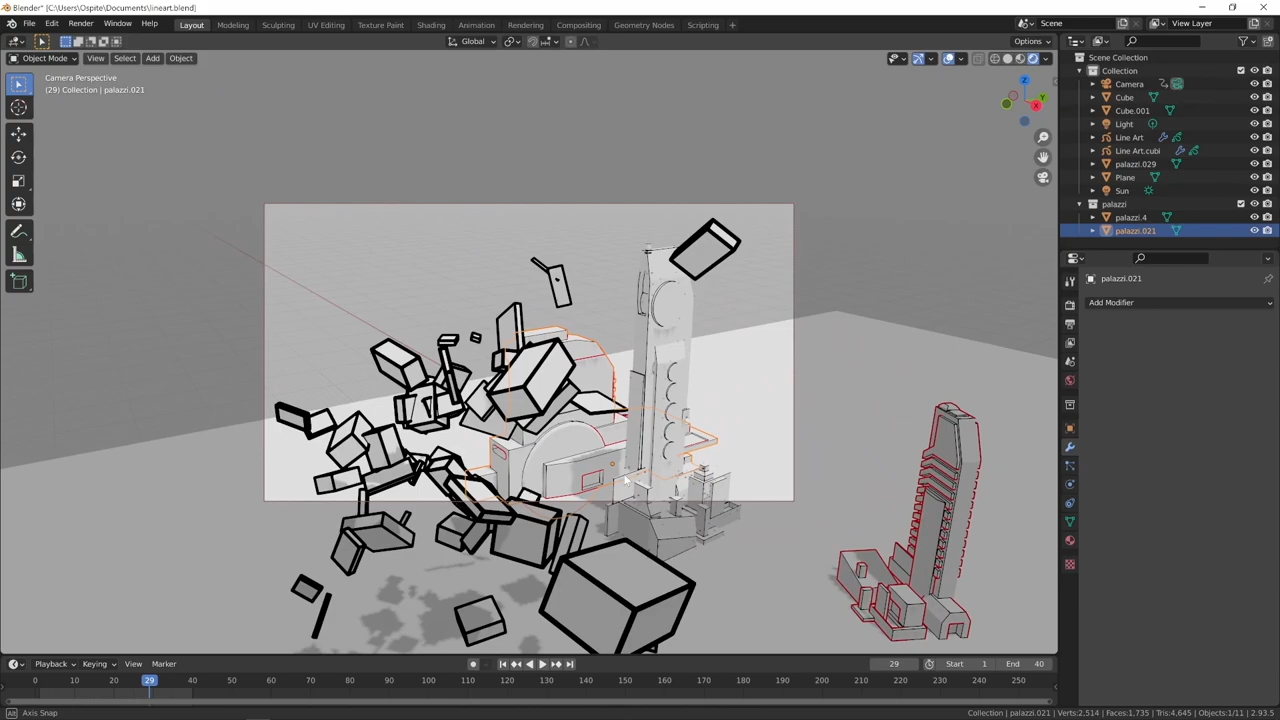 Blender* [C:\Users\Ospite\Documents\lineart.blend]
File Edit Render Window Help Layout Modeling Sculpting UV Editing Texture Paint Shading Animation Rendering Compositing Geometry Nodes Scripting + Scene View Layer
Global Options
Object Mode View Select Add Object
Camera Perspective
(29) Collection | palazzi.021
Z
Y
X
Scene Collection
Collection
Camera
Cube
Cube.001
Light
Line Art
Line Art.cubi
palazzi.029
Plane
Sun
palazzi
palazzi.4
palazzi.021
palazzi.021
Add Modifier
Playback Keying View Marker 29 Start 1 End 40
0 10 20 29 30 40 50 60 70 80 90 100 110 120 130 140 150 160 170 180 190 200 210 220 230 240 250
Alt Axis Snap
Collection | palazzi.021 | Verts:2,514 | Faces:1,735 | Tris:4,645 | Objects:1/11 | 2.93.5